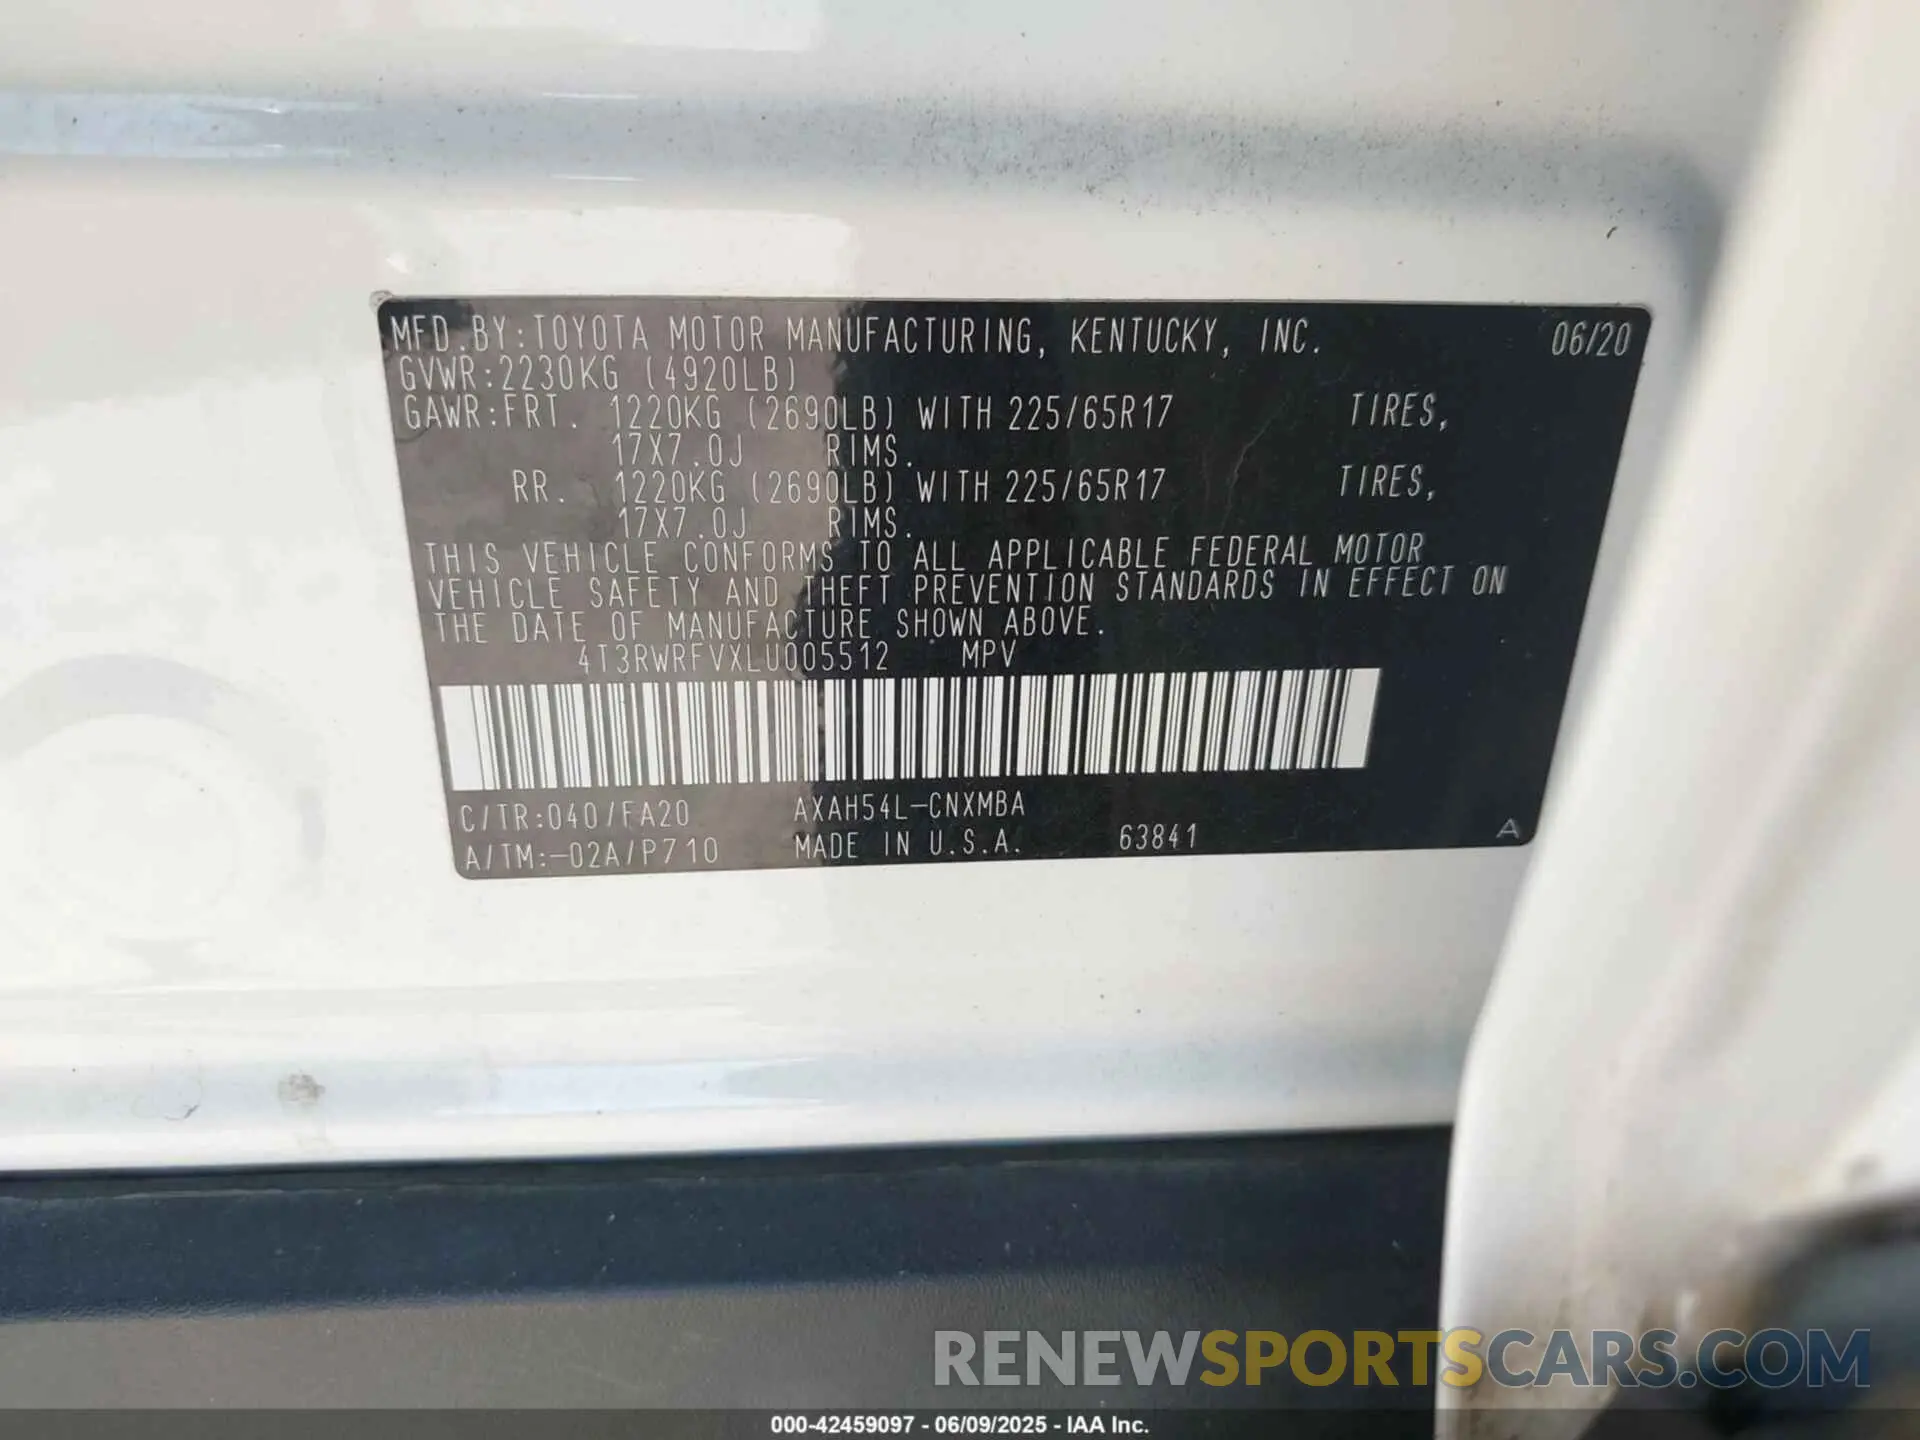 MFD.BY:TOYOTA MOTOR MANUFACTURING, KENTUCKY, INC. 06/20
GVWR:2230KG (4920LB)
GAWR:FRT. 1220KG (2690LB) WITH 225/65R17 TIRES,
17X7.0J RIMS.
RR. 1220KG (2690LB) WITH 225/65R17 TIRES,
17X7.0J RIMS.
THIS VEHICLE CONFORMS TO ALL APPLICABLE FEDERAL MOTOR
VEHICLE SAFETY AND THEFT PREVENTION STANDARDS IN EFFECT ON
THE DATE OF MANUFACTURE SHOWN ABOVE.
4T3RWRFVXLU005512 MPV
C/TR:040/FA20 AXAH54L-CNXMBA
A/TM:-02A/P710 MADE IN U.S.A. 63841 A
RENEWSPORTSCARS.COM
000-42459097 - 06/09/2025 - IAA Inc.